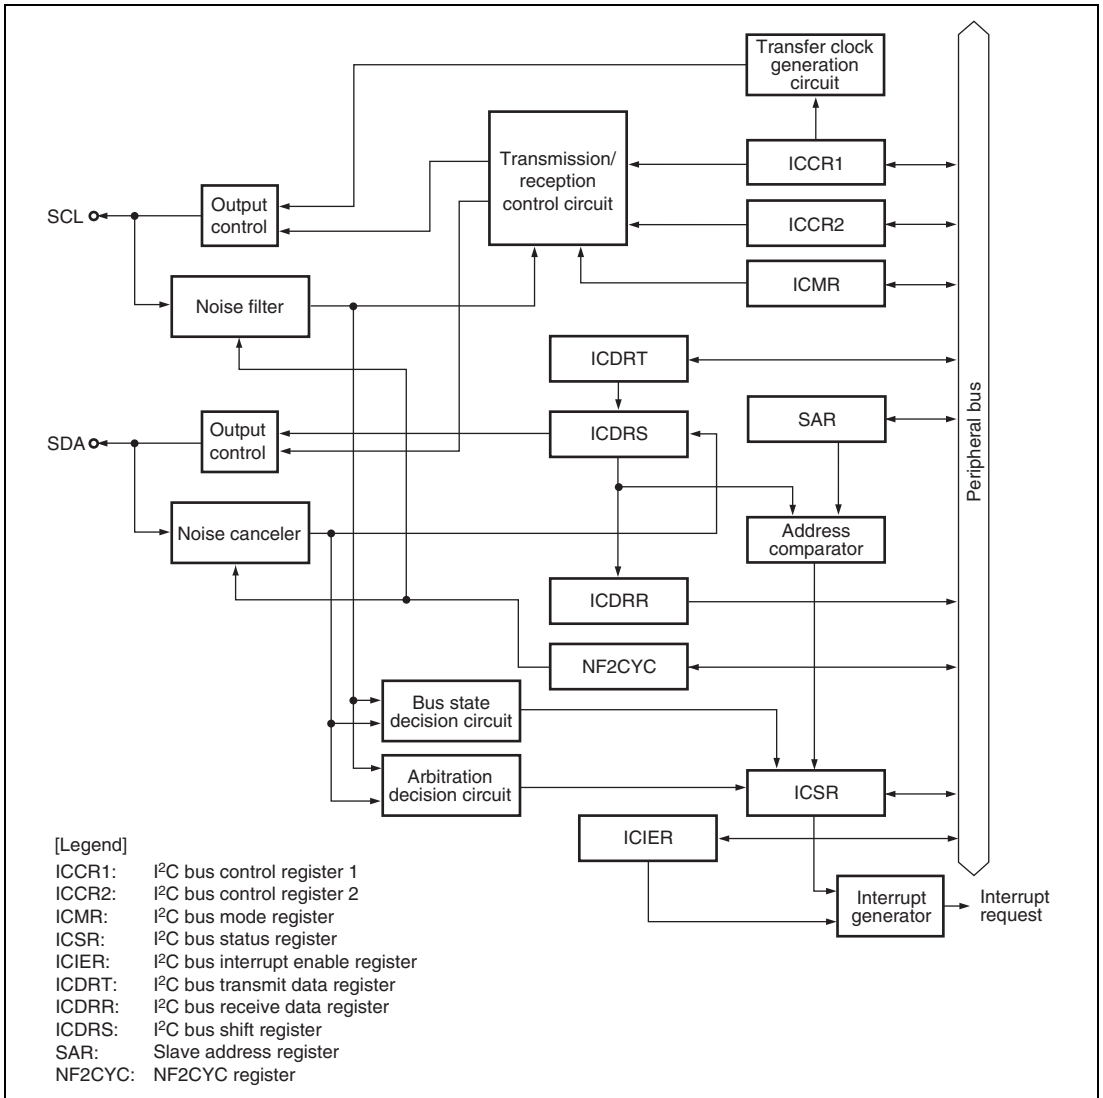 Transfer clock
generation
circuit
Transmission/
reception
control circuit
ICCR1
Output
control
SCL
ICCR2
ICMR
Noise filter
ICDRT
Peripheral bus
SAR
Output
control
SDA
ICDRS
Noise canceler
Address
comparator
ICDRR
NF2CYC
Bus state
decision circuit
Arbitration
decision circuit
ICSR
ICIER
Interrupt
generator
Interrupt
request
[Legend]
ICCR1: I²C bus control register 1
ICCR2: I²C bus control register 2
ICMR: I²C bus mode register
ICSR: I²C bus status register
ICIER: I²C bus interrupt enable register
ICDRT: I²C bus transmit data register
ICDRR: I²C bus receive data register
ICDRS: I²C bus shift register
SAR: Slave address register
NF2CYC: NF2CYC register